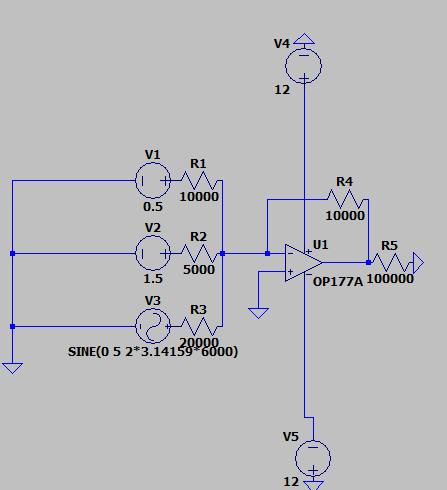 V4
12
V1
R1
10000
0.5
V2
R2
5000
1.5
V3
R3
20000
SINE(0 5 2*3.14159*6000)
R4
10000
U1
OP177A
R5
100000
V5
12